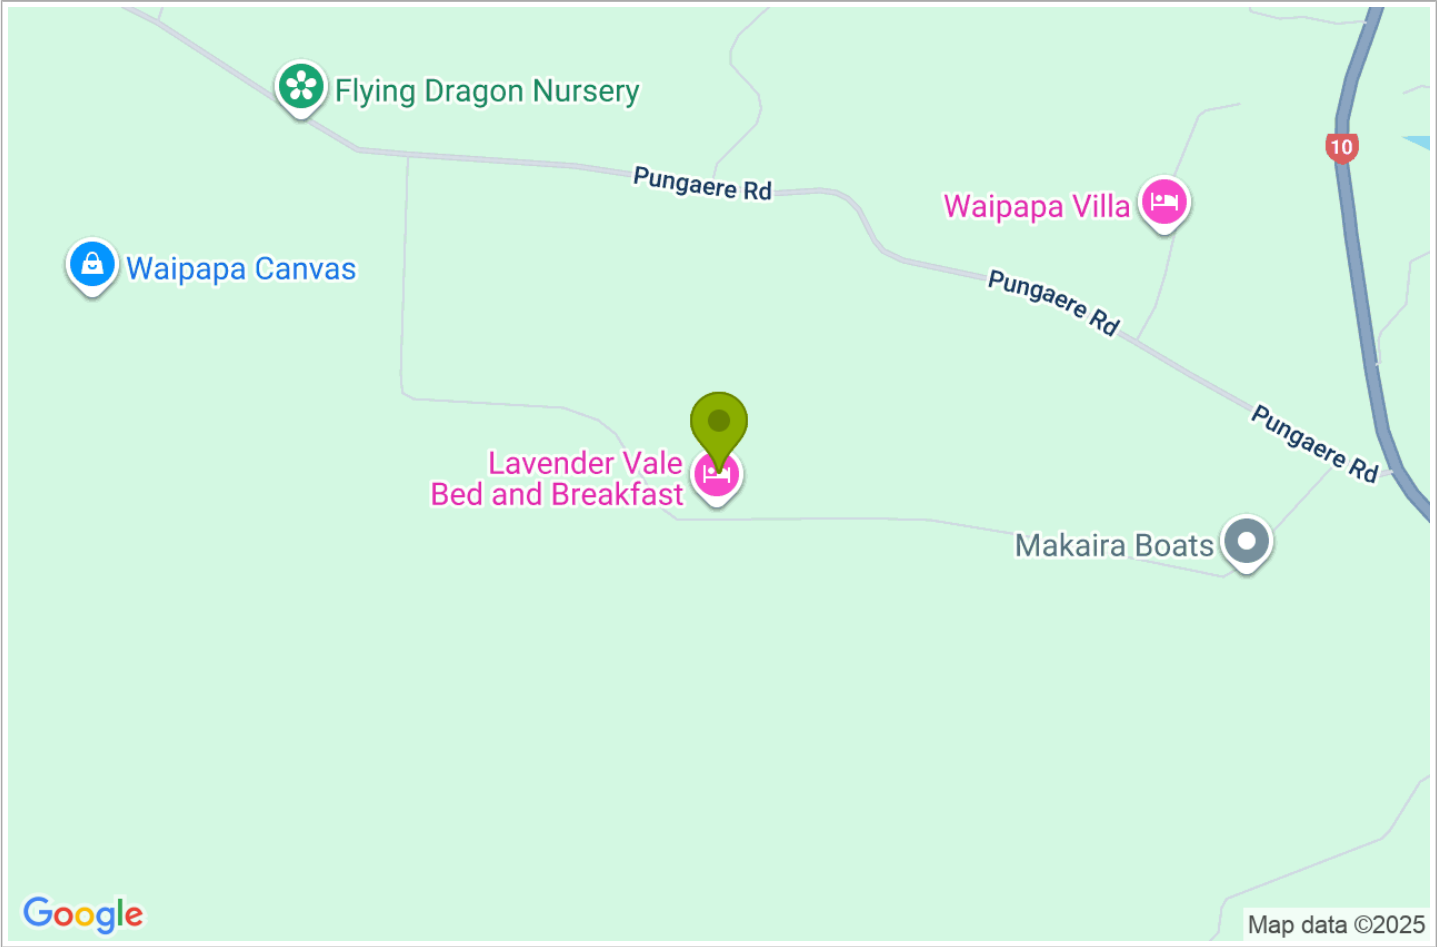 Flying Dragon Nursery
10
Pungaere Rd
Waipapa Villa
Waipapa Canvas
Pungaere Rd
Pungaere Rd
Lavender Vale
Bed and Breakfast
Makaira Boats
Google
Map data ©2025